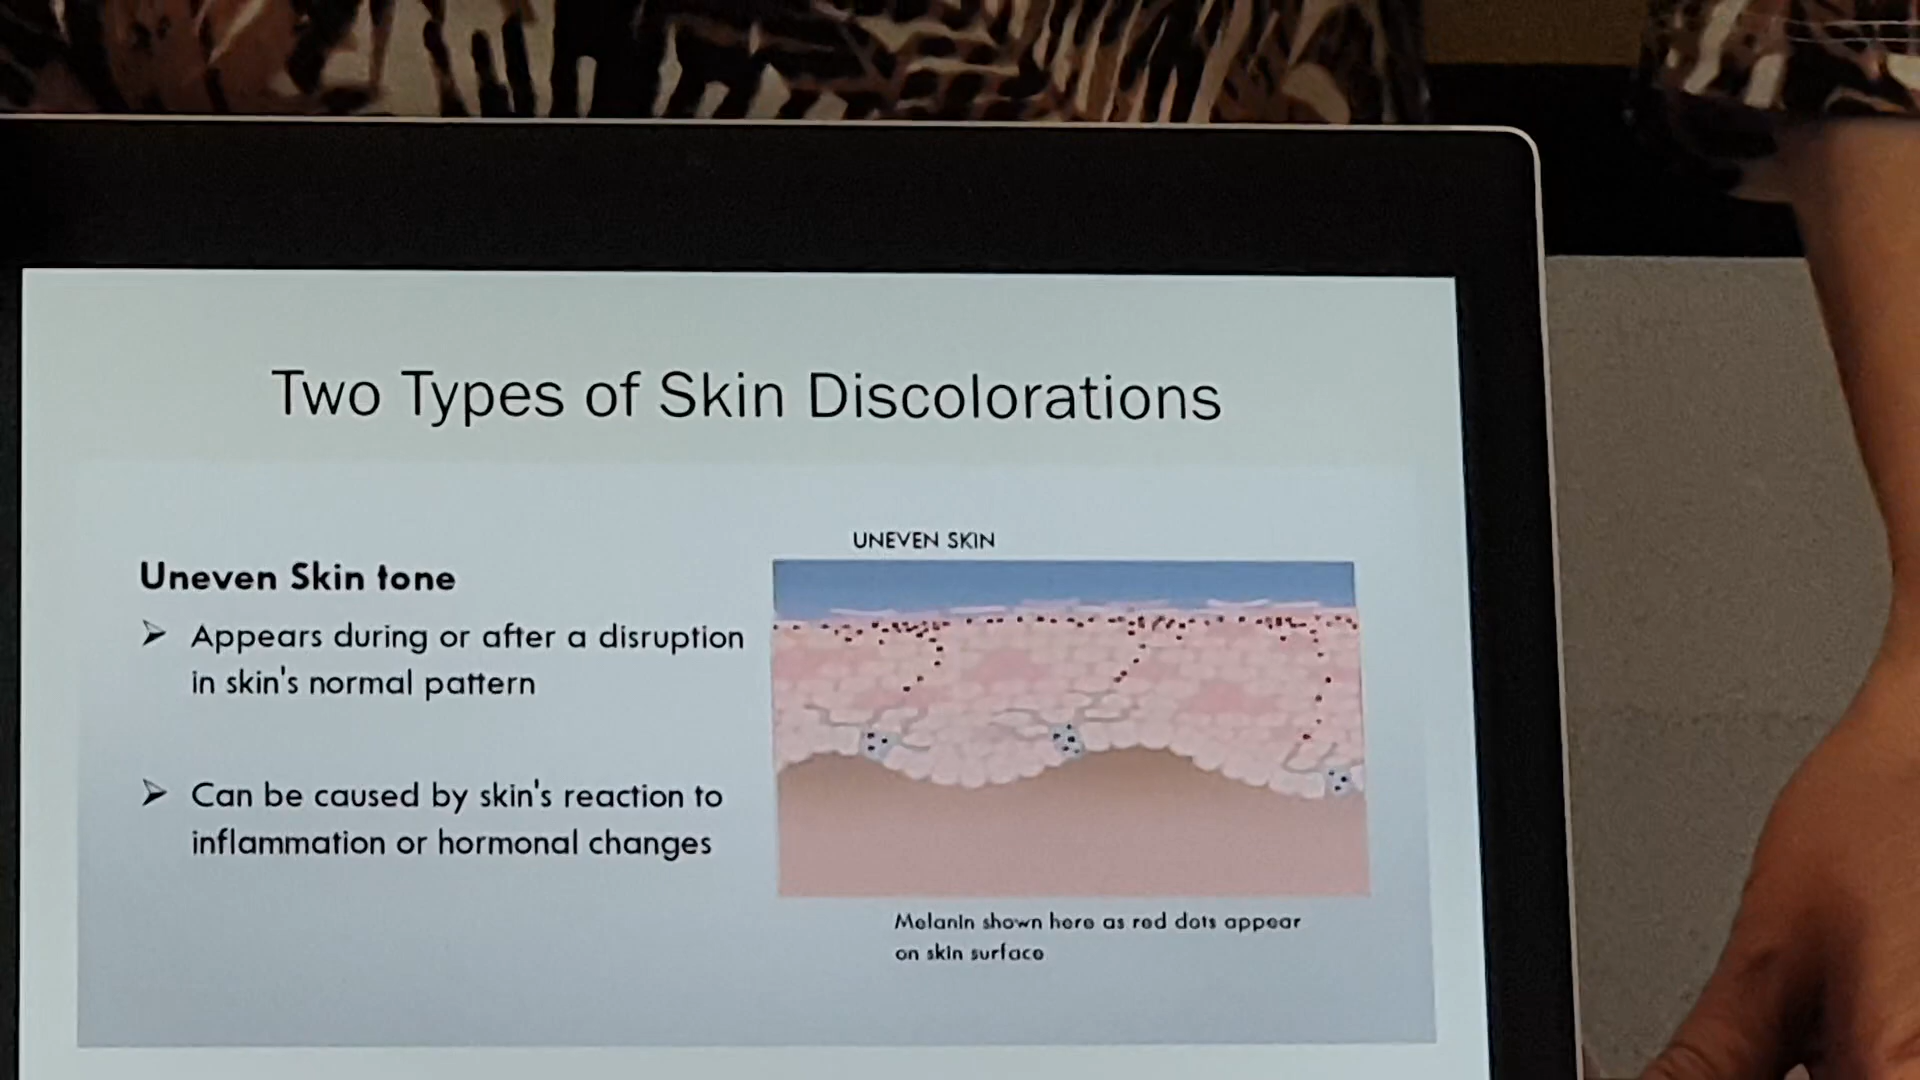 Two Types of Skin Discolorations
UNEVEN SKIN
Uneven Skin tone
➢ Appears during or after a disruption
in skin's normal pattern
➢ Can be caused by skin's reaction to
inflammation or hormonal changes
Melanin shown here as red dots appear
on skin surface